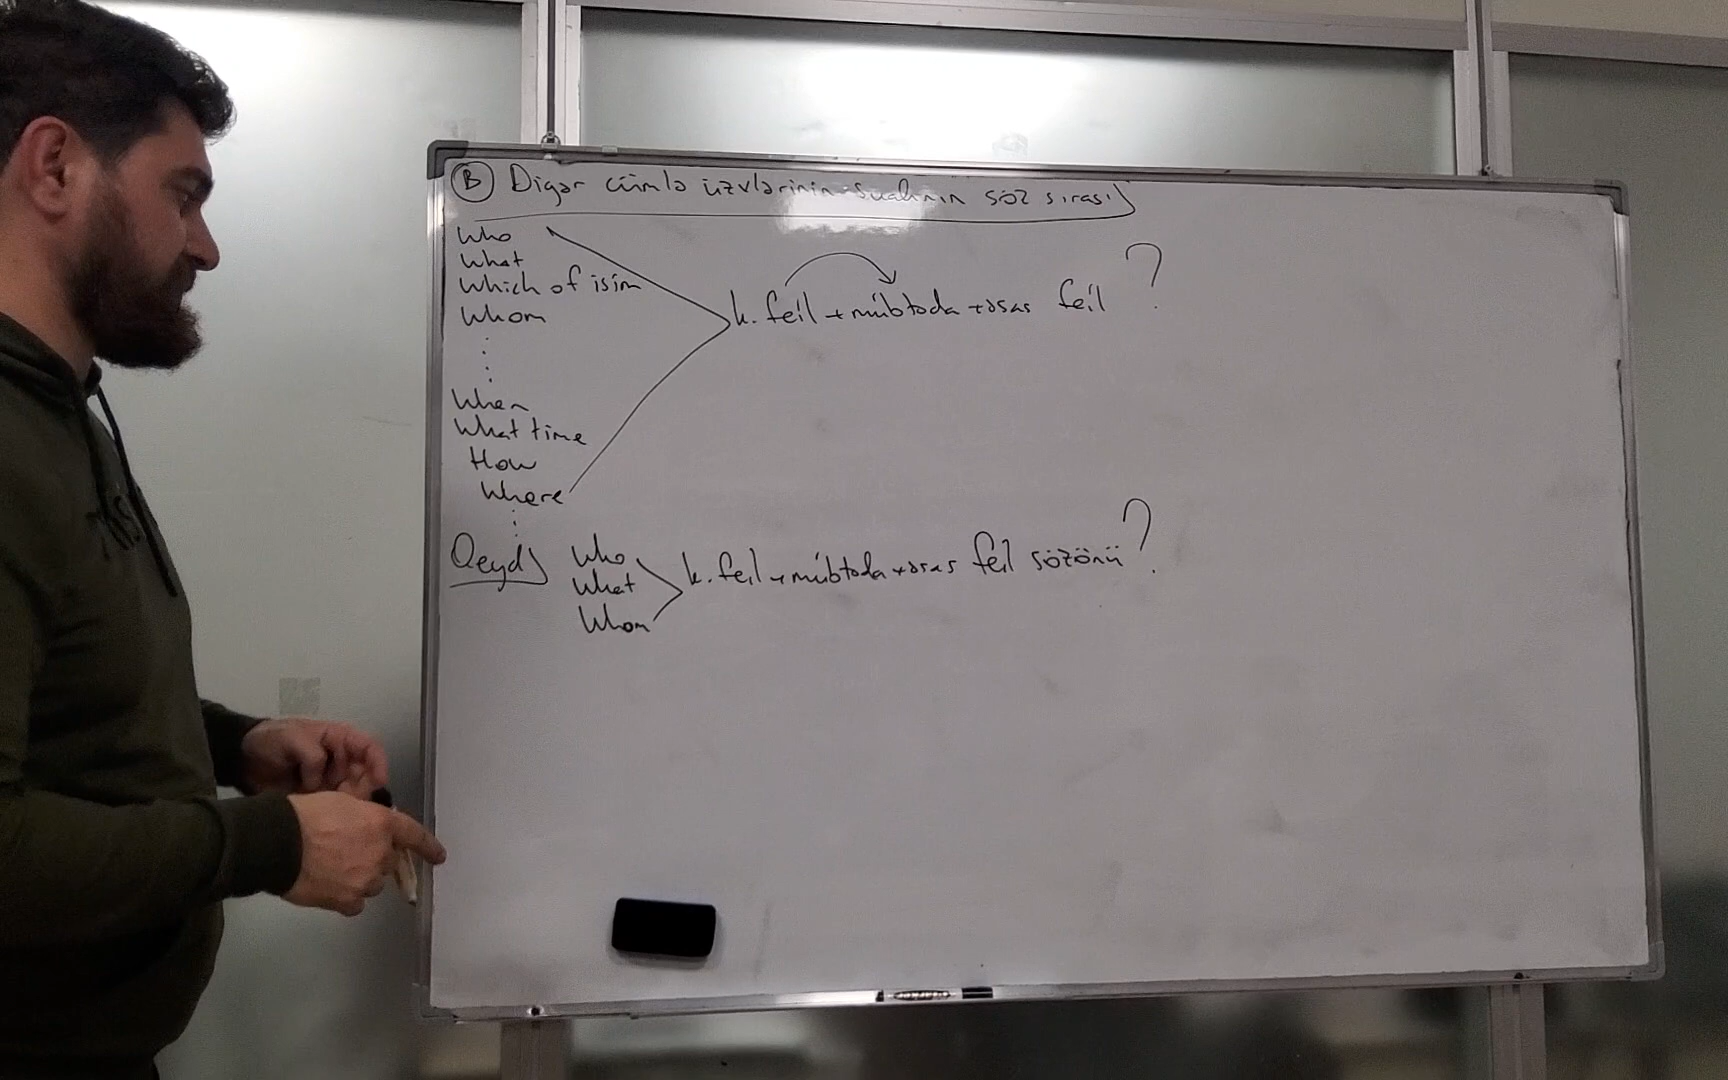 B Digər cümlə üzvlərinin sualının söz sırası
Who
What
Which of isim
Whom
k. feil + mübtəda + əsas feil ?
When
What time
How
Where
Qeyd
Who
What
Whom
k. feil + mübtəda + əsas feil sözönü ?